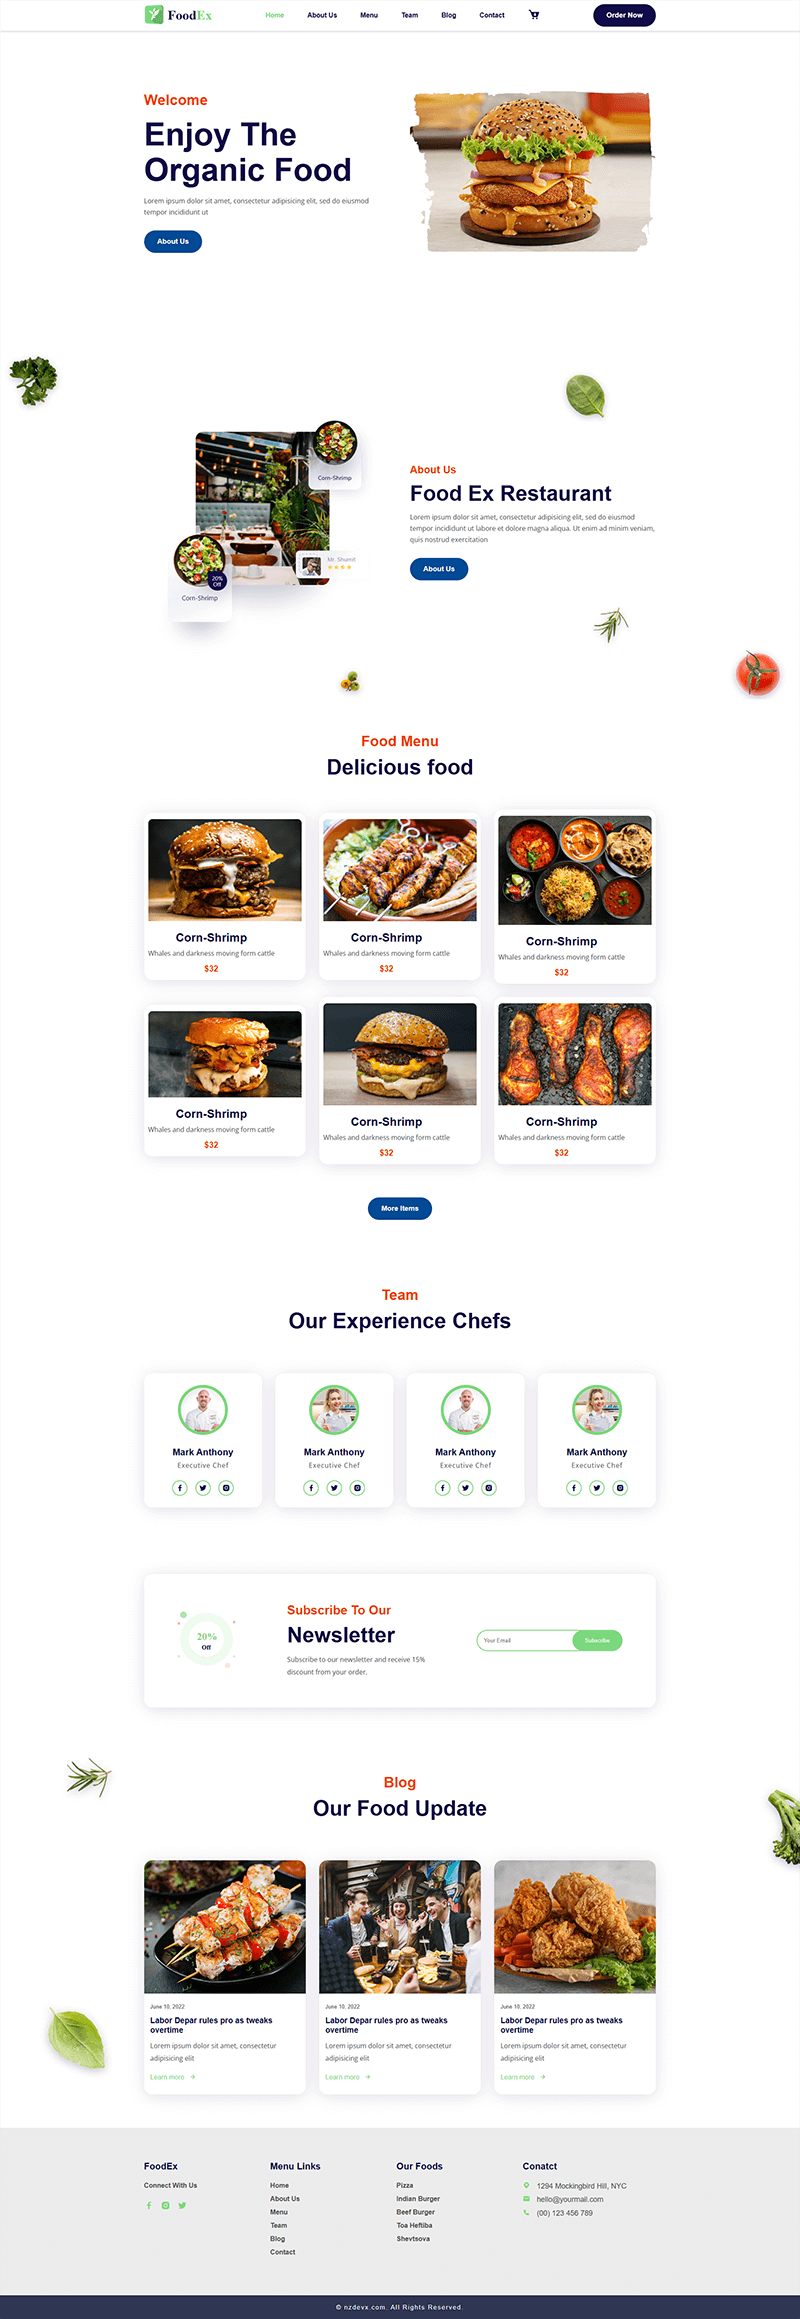 FoodEx
Home About Us Menu Team Blog Contact
Order Now
Welcome
Enjoy The
Organic Food
Lorem ipsum dolor sit amet, consectetur adipisicing elit, sed do eiusmod
tempor incididunt ut
About Us
Corn-Shrimp
20%
Off
Corn-Shrimp
Mr. Shumil
About Us
Food Ex Restaurant
Lorem ipsum dolor sit amet, consectetur adipisicing elit, sed do eiusmod
tempor incididunt ut labore et dolore magna aliqua. Ut enim ad minim veniam,
quis nostrud exercitation
About Us
Food Menu
Delicious food
Corn-Shrimp
Whales and darkness moving form cattle
$32
Corn-Shrimp
Whales and darkness moving form cattle
$32
Corn-Shrimp
Whales and darkness moving form cattle
$32
Corn-Shrimp
Whales and darkness moving form cattle
$32
Corn-Shrimp
Whales and darkness moving form cattle
$32
Corn-Shrimp
Whales and darkness moving form cattle
$32
More Items
Team
Our Experience Chefs
Mark Anthony
Executive Chef
Mark Anthony
Executive Chef
Mark Anthony
Executive Chef
Mark Anthony
Executive Chef
20%
Off
Subscribe To Our
Newsletter
Subscribe to our newsletter and receive 15%
discount from your order.
Your Email
Subscribe
Blog
Our Food Update
June 10, 2022
Labor Depar rules pro as tweaks
overtime
Lorem ipsum dolor sit amet, consectetur
adipisicing elit
Learn more
June 10, 2022
Labor Depar rules pro as tweaks
overtime
Lorem ipsum dolor sit amet, consectetur
adipisicing elit
Learn more
June 10, 2022
Labor Depar rules pro as tweaks
overtime
Lorem ipsum dolor sit amet, consectetur
adipisicing elit
Learn more
FoodEx
Connect With Us
Menu Links
Home
About Us
Menu
Team
Blog
Contact
Our Foods
Pizza
Indian Burger
Beef Burger
Toa Heftiba
Shevtsova
Conatct
1294 Mockingbird Hill, NYC
hello@yourmail.com
(00) 123 456 789
© nzdevx.com. All Rights Reserved.